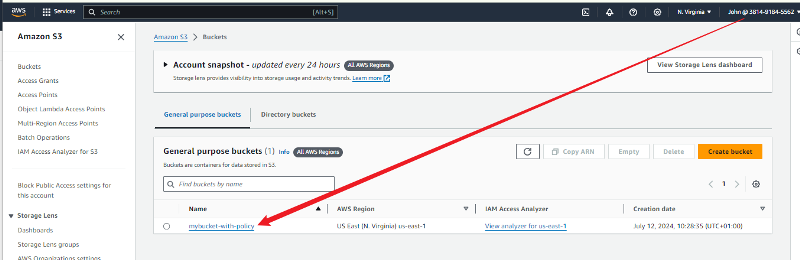 aws Services Search [Alt+S] N. Virginia John @ 3814-9184-5562
Amazon S3
Buckets
Access Grants
Access Points
Object Lambda Access Points
Multi-Region Access Points
Batch Operations
IAM Access Analyzer for S3
Block Public Access settings for
this account
Storage Lens
Dashboards
Storage Lens groups
AWS Organizations settings
Amazon S3 > Buckets
Account snapshot - updated every 24 hours All AWS Regions
Storage lens provides visibility into storage usage and activity trends. Learn more
View Storage Lens dashboard
General purpose buckets Directory buckets
General purpose buckets (1) Info All AWS Regions
Buckets are containers for data stored in S3.
Copy ARN Empty Delete Create bucket
Find buckets by name
1
Name AWS Region IAM Access Analyzer Creation date
mybucket-with-policy US East (N. Virginia) us-east-1 View analyzer for us-east-1 July 12, 2024, 10:28:35 (UTC+01:00)